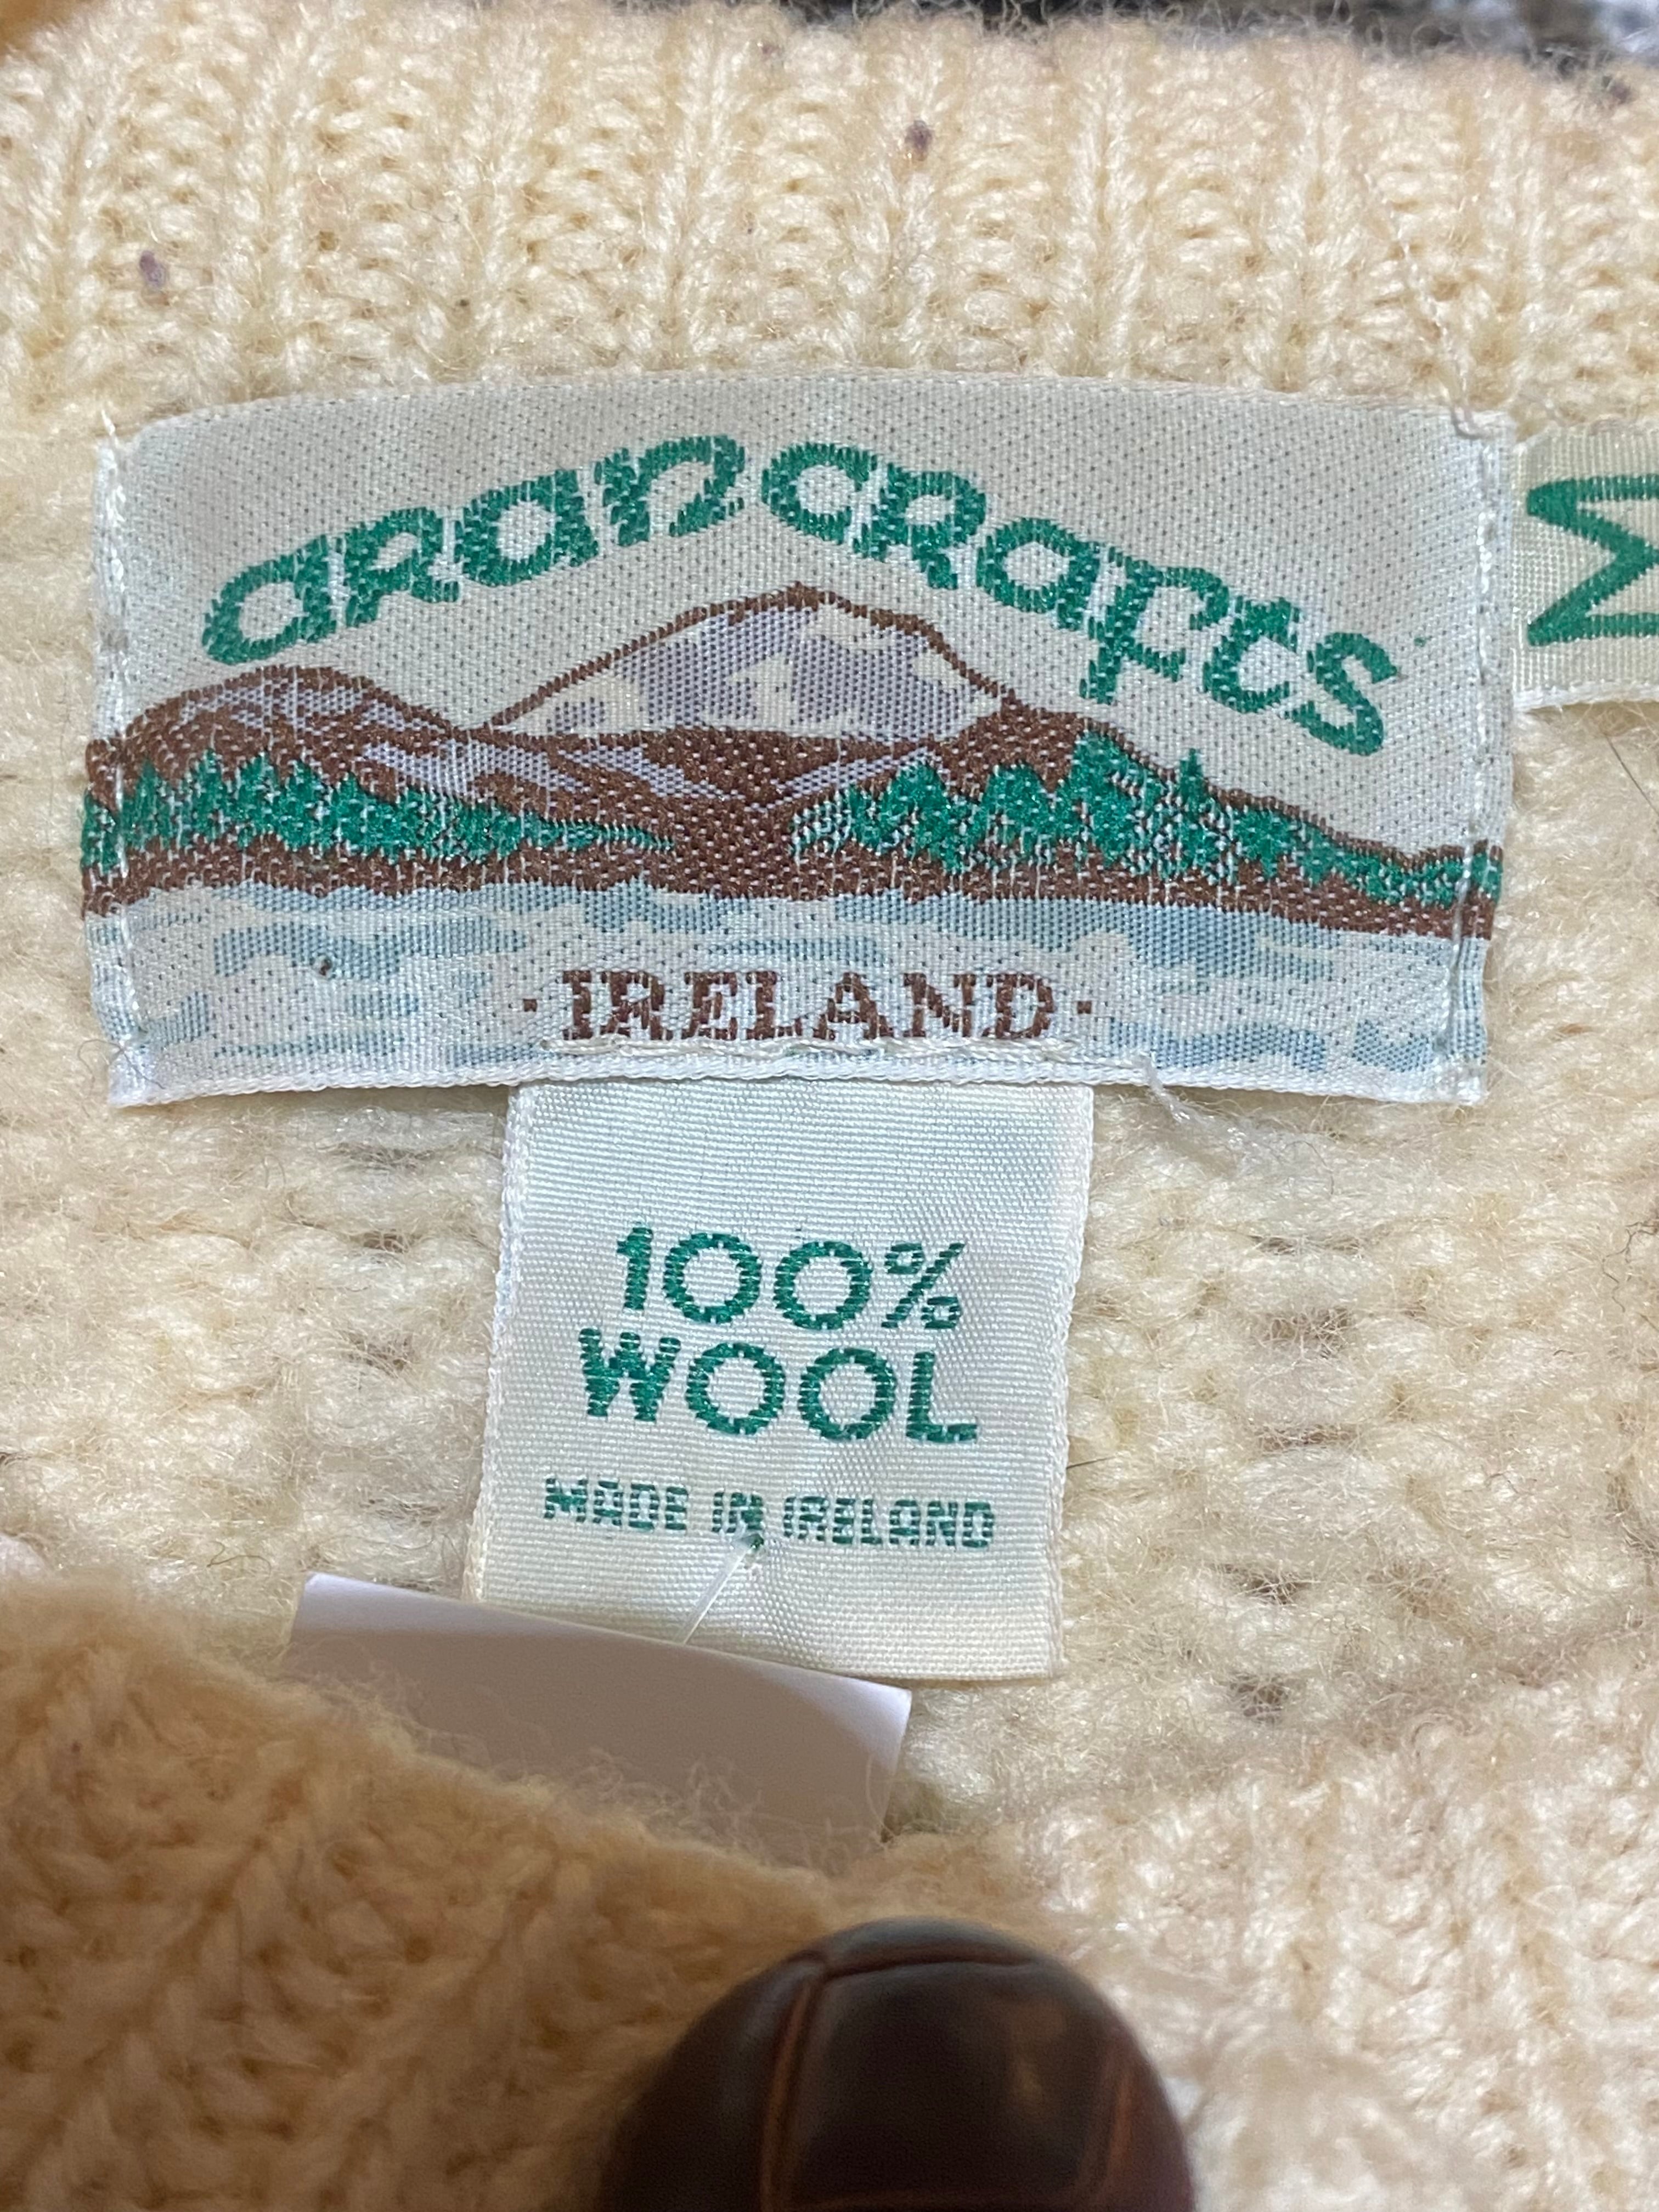 aran crafts
M
· IRELAND ·
100%
WOOL
MADE IN IRELAND